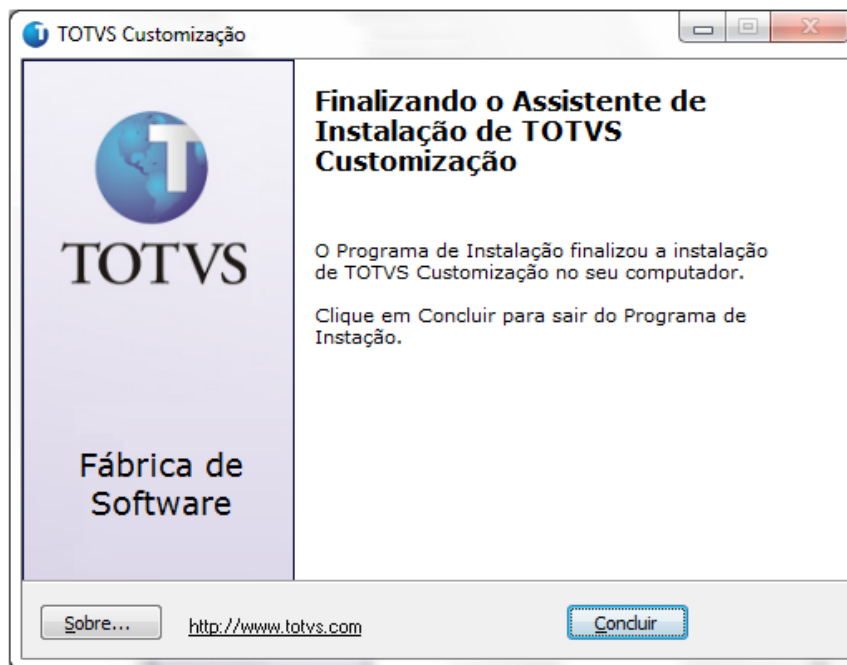 TOTVS Customização
Finalizando o Assistente de
Instalação de TOTVS
Customização
T
TOTVS
O Programa de Instalação finalizou a instalação
de TOTVS Customização no seu computador.
Clique em Concluir para sair do Programa de
Instação.
Fábrica de
Software
Sobre...
http://www.totvs.com
Concluir